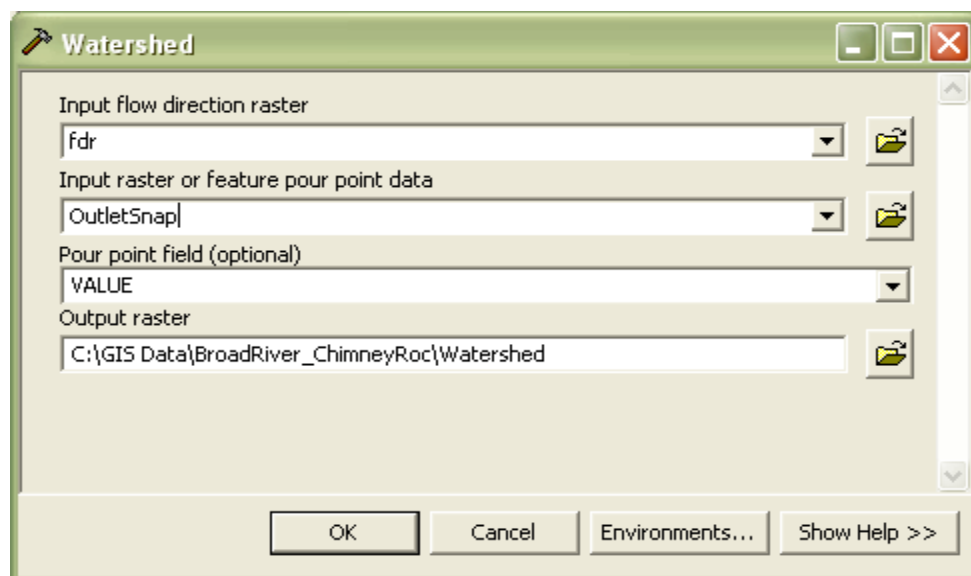 Watershed
Input flow direction raster
fdr
Input raster or feature pour point data
OutletSnap
Pour point field (optional)
VALUE
Output raster
C:\GIS Data\BroadRiver_ChimneyRoc\Watershed
OK Cancel Environments... Show Help >>